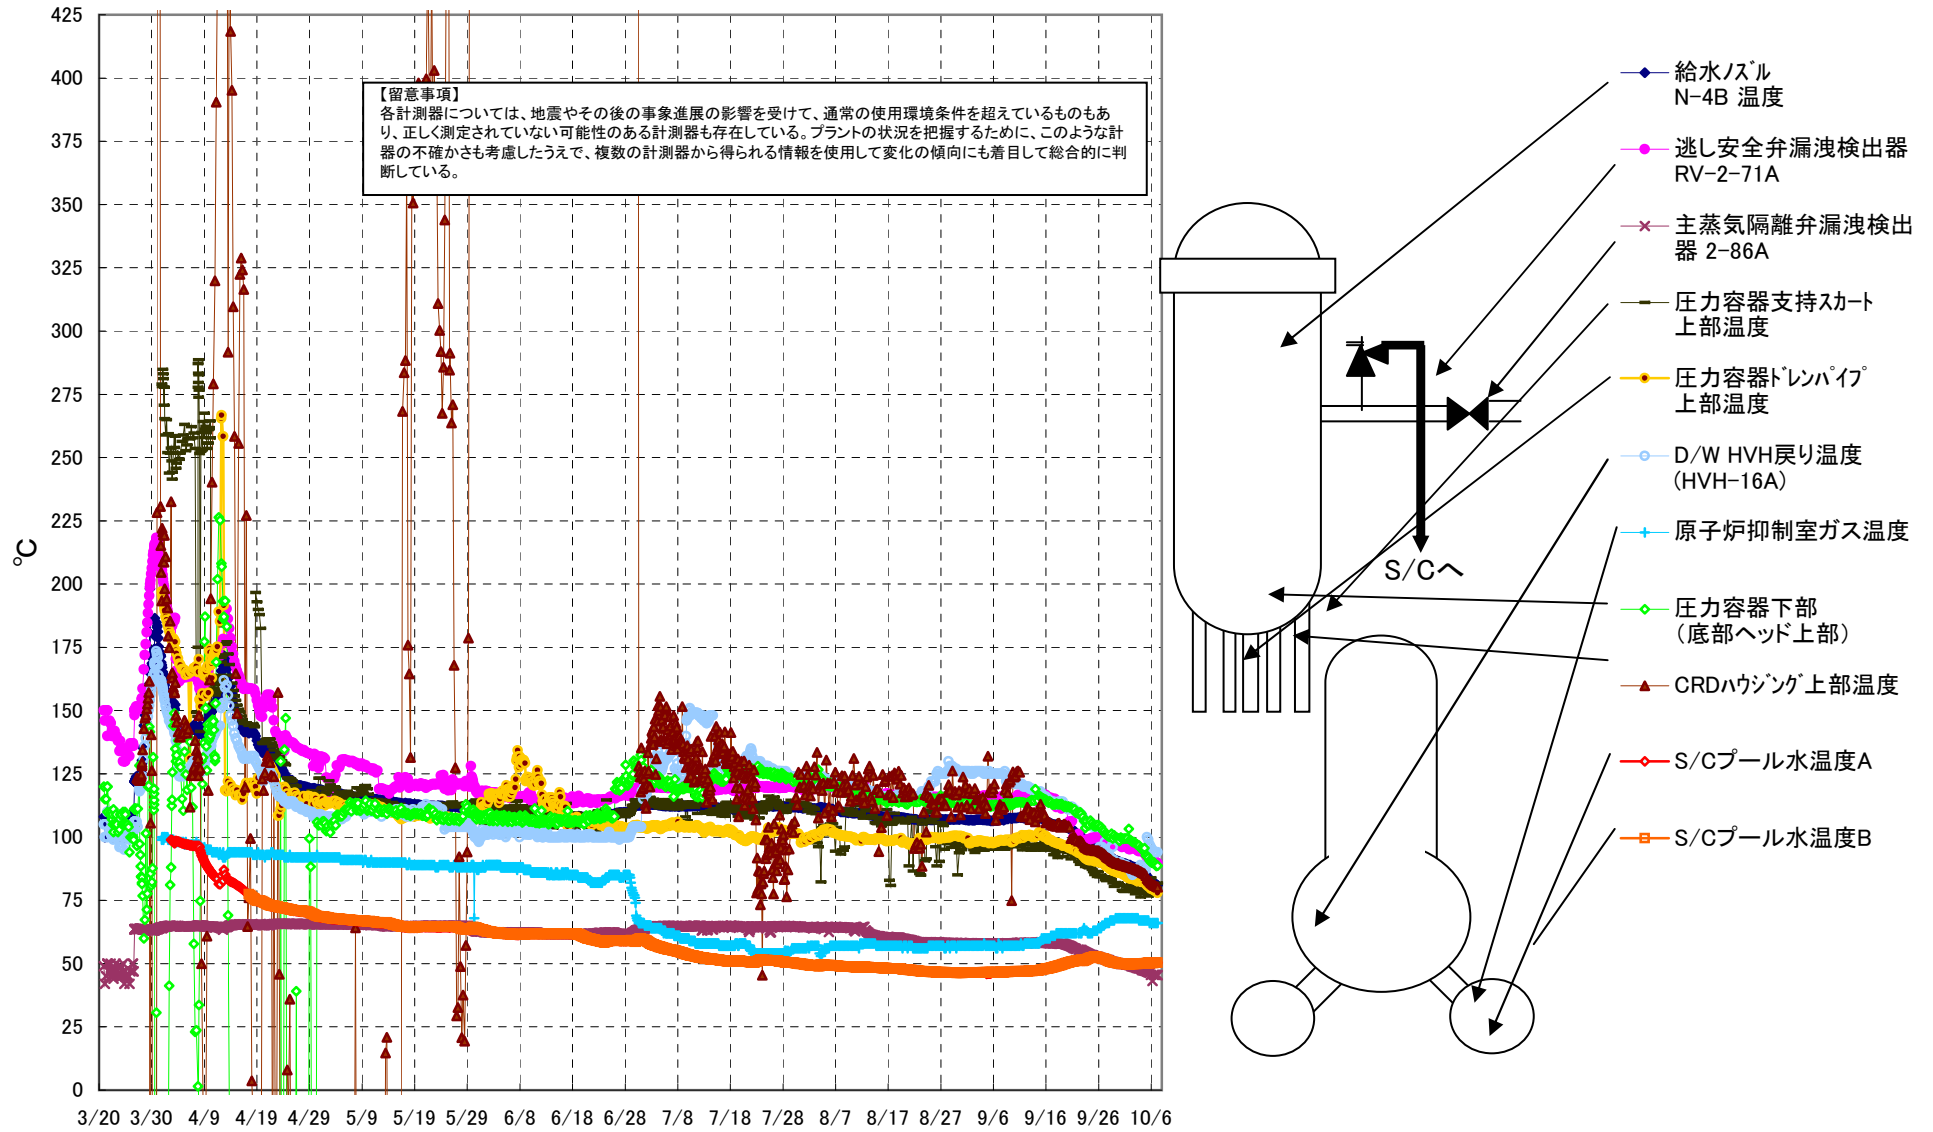 425
400
375
350
325
300
275
250
225
200
175
150
125
100
75
50
25
0
℃
3/20 3/30 4/9 4/19 4/29 5/9 5/19 5/29 6/8 6/18 6/28 7/8 7/18 7/28 8/7 8/17 8/27 9/6 9/16 9/26 10/6
【留意事項】
各計測器については、地震やその後の事象進展の影響を受けて、通常の使用環境条件を超えているものもあ
り、正しく測定されていない可能性のある計測器も存在している。プラントの状況を把握するために、このような計
器の不確かさも考慮したうえで、複数の計測器から得られる情報を使用して変化の傾向にも着目して総合的に判
断している。
S/Cへ
給水ﾉｽﾞﾙ
N-4B 温度
逃し安全弁漏洩検出器
RV-2-71A
主蒸気隔離弁漏洩検出
器 2-86A
圧力容器支持ｽｶｰﾄ
上部温度
圧力容器ﾄﾞﾚﾝﾊﾟｲﾌﾟ
上部温度
D/W HVH戻り温度
(HVH-16A)
原子炉抑制室ガス温度
圧力容器下部
（底部ヘッド上部）
CRDﾊｳｼﾞﾝｸﾞ上部温度
S/Cプール水温度A
S/Cプール水温度B